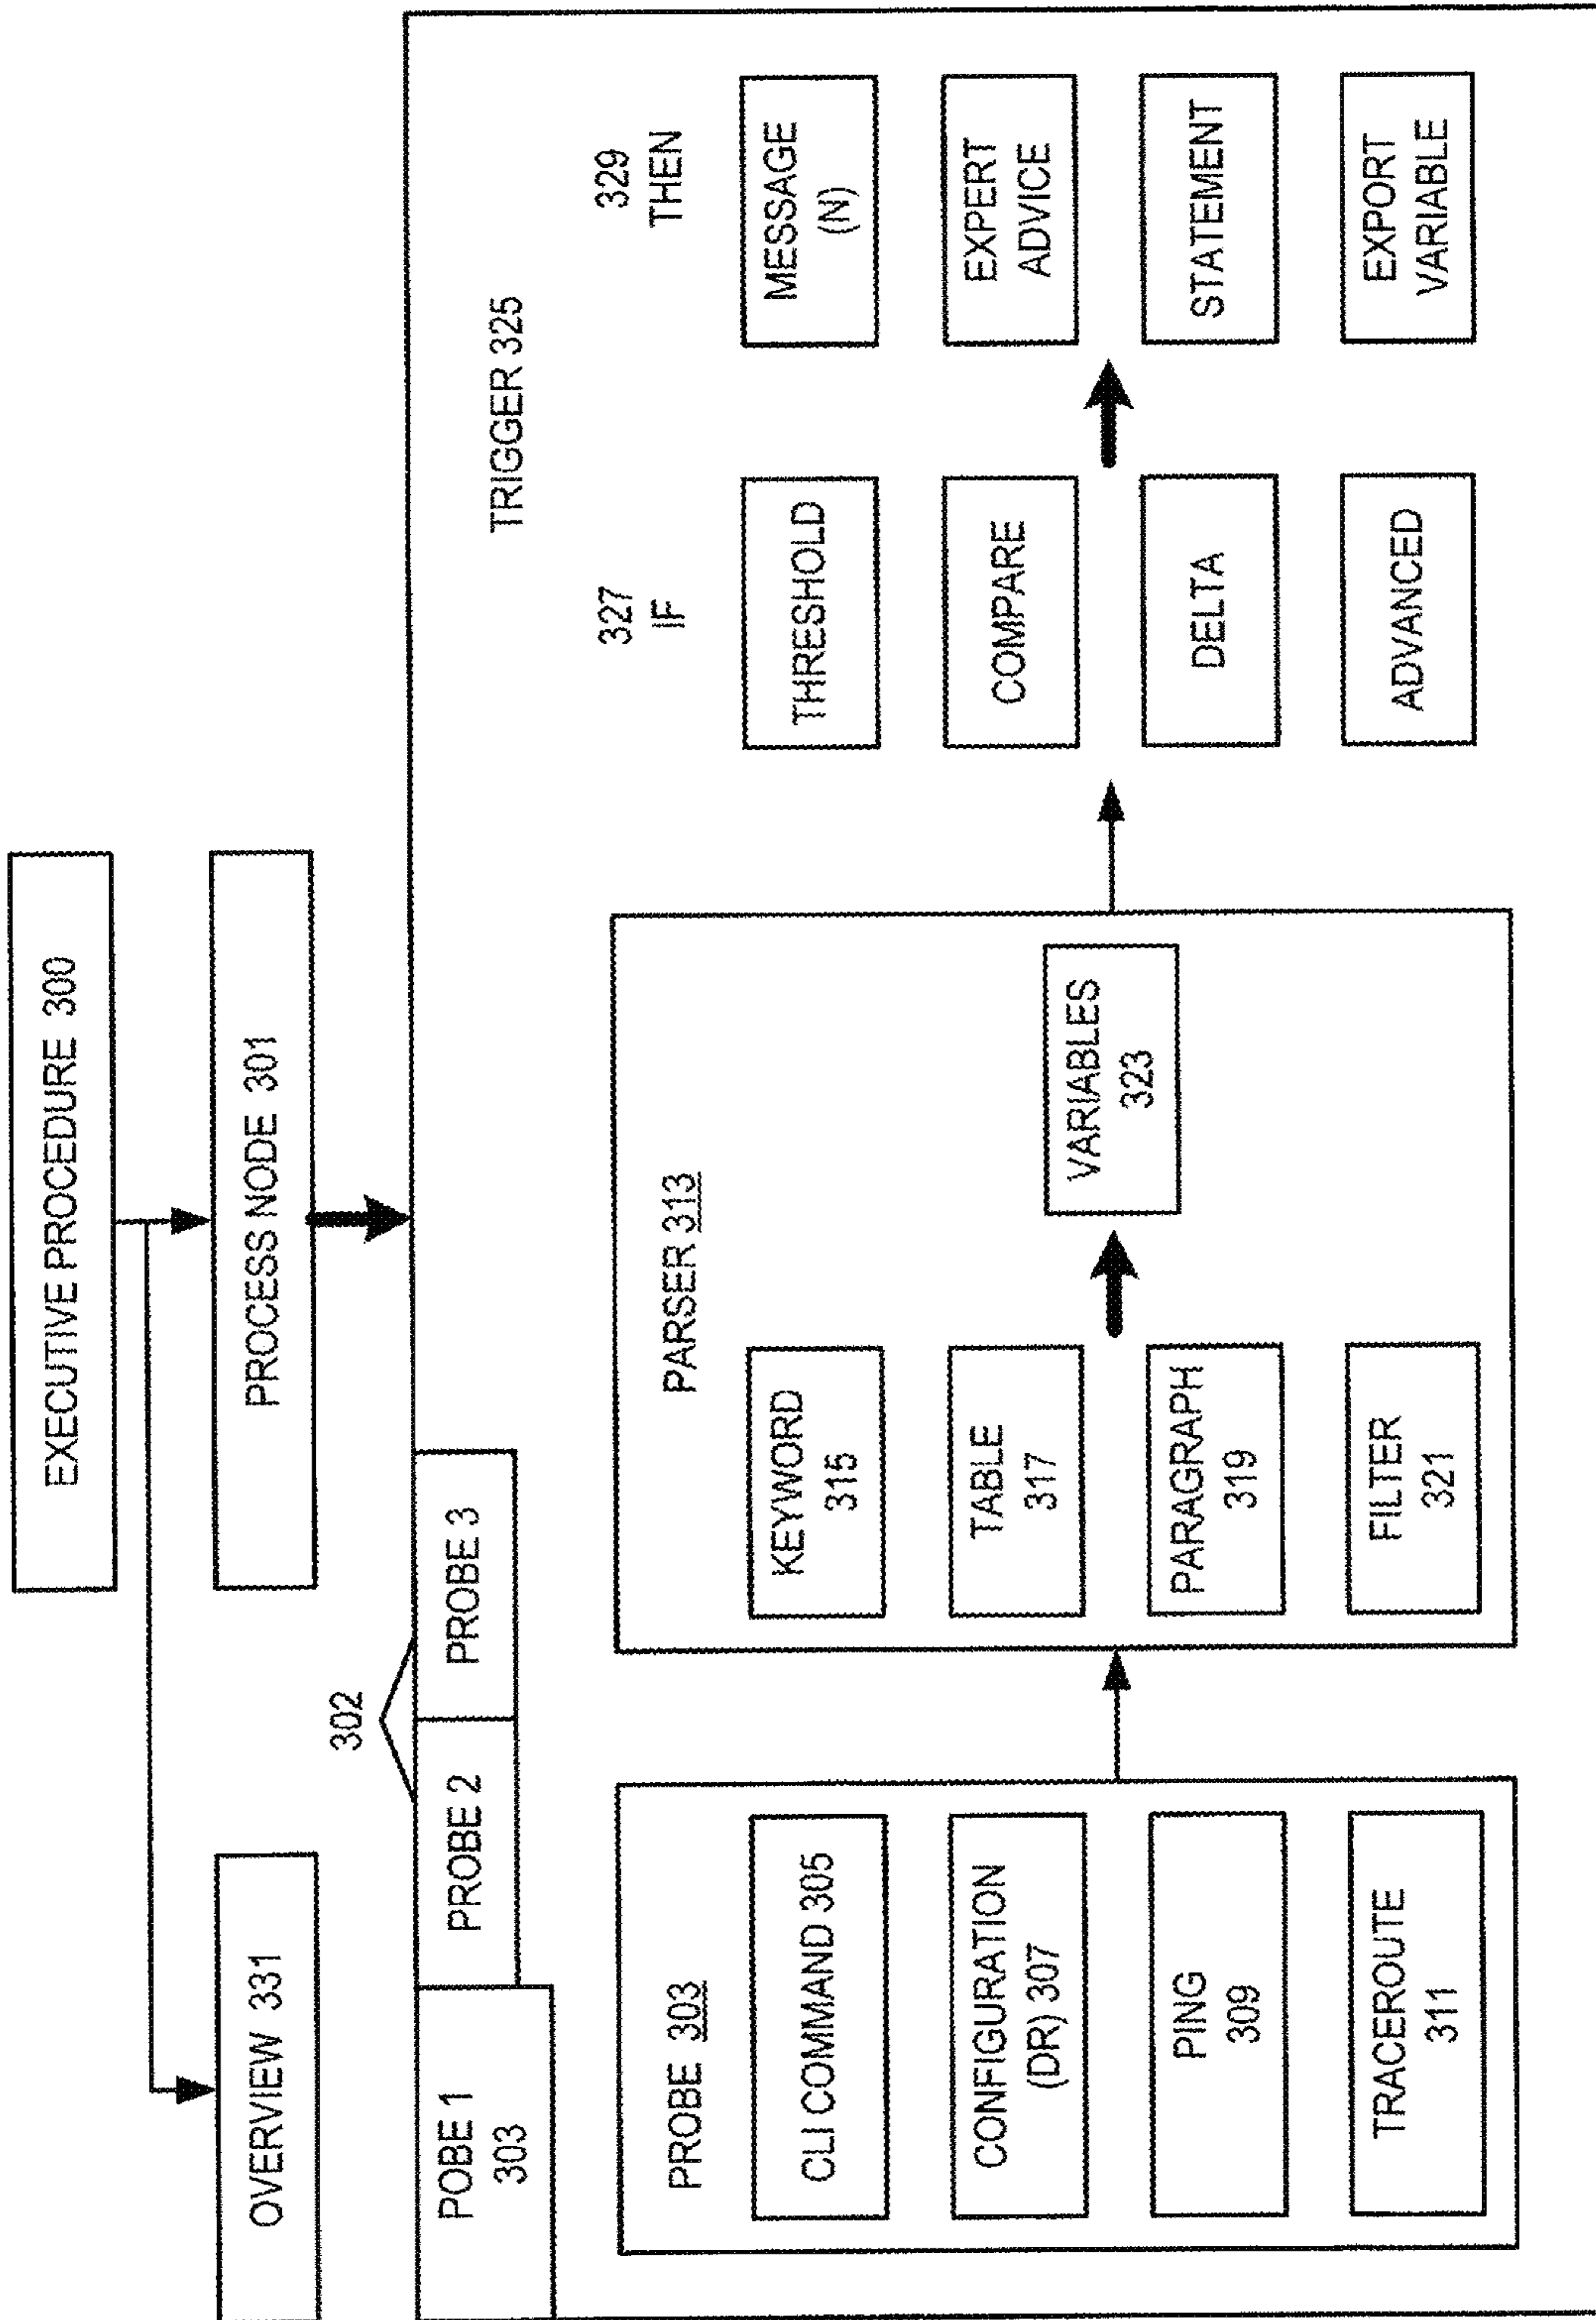 EXECUTIVE PROCEDURE 300
OVERVIEW 331
PROCESS NODE 301
302
POBE 1
303
PROBE 2
PROBE 3
TRIGGER 325
PROBE 303
CLI COMMAND 305
CONFIGURATION
(DR) 307
PING
309
TRACEROUTE
311
PARSER 313
KEYWORD
315
TABLE
317
PARAGRAPH
319
FILTER
321
VARIABLES
323
327
IF
THRESHOLD
COMPARE
DELTA
ADVANCED
329
THEN
MESSAGE
(N)
EXPERT
ADVICE
STATEMENT
EXPORT
VARIABLE